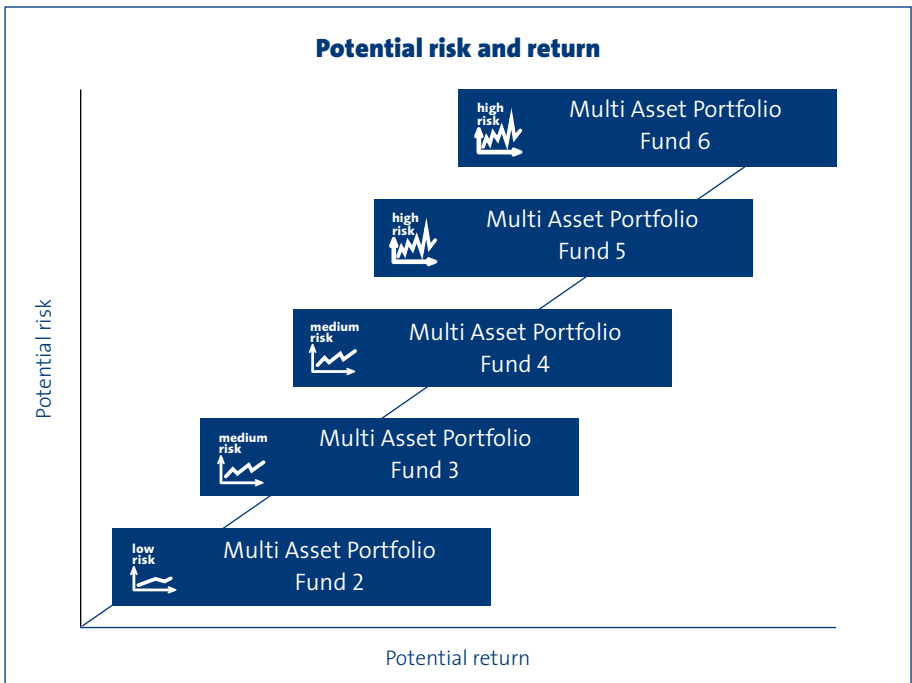 Potential risk and return
high
risk
Multi Asset Portfolio
Fund 6
high
risk
Multi Asset Portfolio
Fund 5
medium
risk
Multi Asset Portfolio
Fund 4
medium
risk
Multi Asset Portfolio
Fund 3
low
risk
Multi Asset Portfolio
Fund 2
Potential risk
Potential return